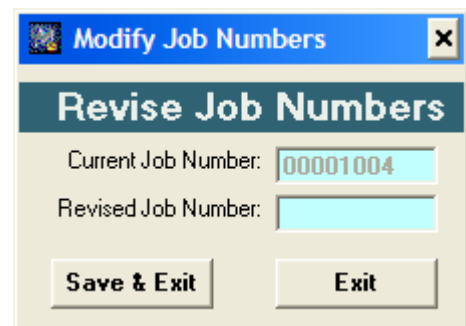 Modify Job Numbers
Revise Job Numbers
Current Job Number: 00001004
Revised Job Number:
Save & Exit Exit